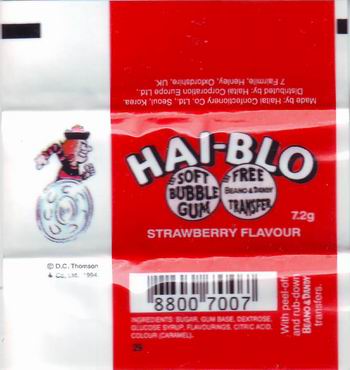 Made by: Haitai Confectionery Co., Ltd., Seoul, Korea.
Distributed by: Haitai Corporation Europe Ltd.,
7 Fairmile, Henley, Oxfordshire, UK.
HAI-BLO
SOFT
BUBBLE
GUM
FREE
BEANO & DANDY
TRANSFER
7.2g
STRAWBERRY FLAVOUR
© D.C. Thomson
& Co., Ltd., 1994.
8800 7007
INGREDIENTS: SUGAR, GUM BASE, DEXTROSE,
GLUCOSE SYRUP, FLAVOURINGS, CITRIC ACID,
COLOUR (CARAMEL).
With peel-off
and rub-down
BEANO & DANDY
transfers.